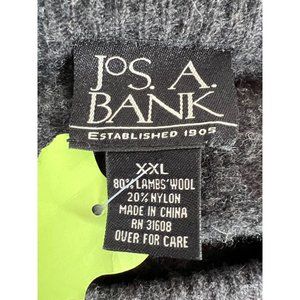 JoS. A.
BANK
ESTABLISHED 1905
XXL
80% LAMBS' WOOL
20% NYLON
MADE IN CHINA
RN 31608
OVER FOR CARE